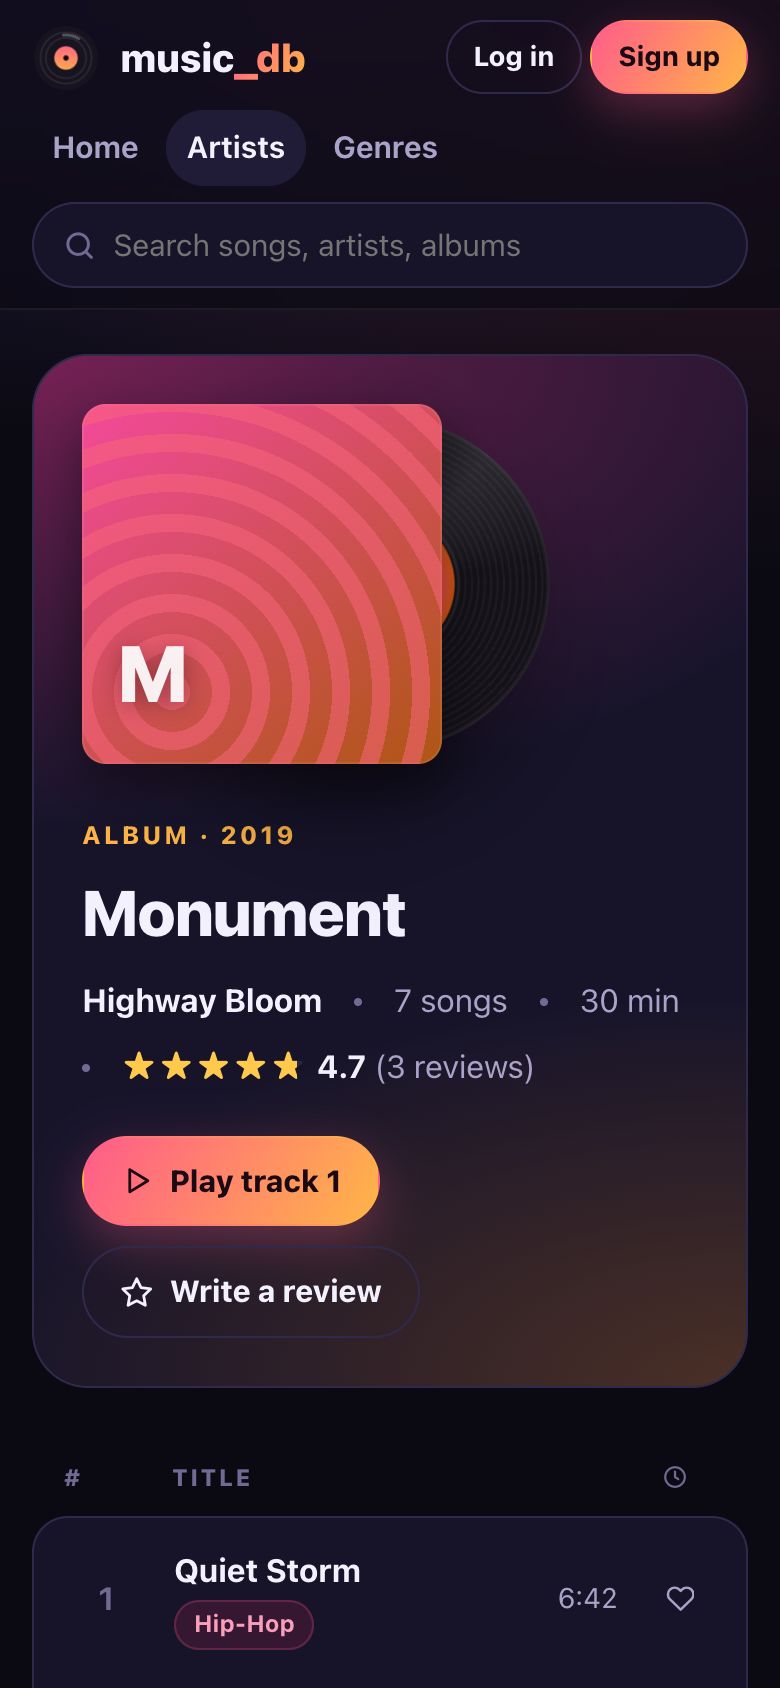 music_db Log in Sign up
Home Artists Genres
Search songs, artists, albums
M
ALBUM · 2019
Monument
Highway Bloom • 7 songs • 30 min
• ★★★★★ 4.7 (3 reviews)
Play track 1
Write a review
# TITLE
Quiet Storm
1 6:42
Hip-Hop